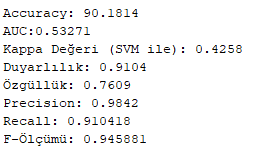 Accuracy: 90.1814
AUC:0.53271
Kappa Değeri (SVM ile): 0.4258
Duyarlılık: 0.9104
Özgüllük: 0.7609
Precision: 0.9842
Recall: 0.910418
F-Ölçümü: 0.945881